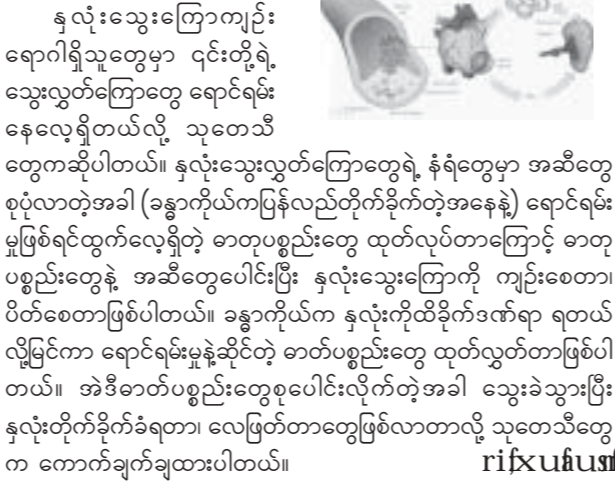 နှလုံးသွေးကြောကျဉ်း
ရောဂါရှိသူတွေမှာ ၎င်းတို့ရဲ့
သွေးလွှတ်ကြောတွေ ရောင်ရမ်း
နေလေ့ရှိတယ်လို့ သုတေသီ
တွေကဆိုပါတယ်။ နှလုံးသွေးလွှတ်ကြောတွေရဲ့ နံရံတွေမှာ အဆီတွေ
စုပုံလာတဲ့အခါ (ခန္ဓာကိုယ်ကပြန်လည်တိုက်ခိုက်တဲ့အနေနဲ့) ရောင်ရမ်း
မှုဖြစ်ရင်ထွက်လေ့ရှိတဲ့ ဓာတုပစ္စည်းတွေ ထုတ်လုပ်တာကြောင့် ဓာတု
ပစ္စည်းတွေနဲ့ အဆီတွေပေါင်းပြီး နှလုံးသွေးကြောကို ကျဉ်းစေတာ၊
ပိတ်စေတာဖြစ်ပါတယ်။ ခန္ဓာကိုယ်က နှလုံးကိုထိခိုက်ဒဏ်ရာ ရတယ်
လို့မြင်ကာ ရောင်ရမ်းမှုနဲ့ဆိုင်တဲ့ ဓာတ်ပစ္စည်းတွေ ထုတ်လွှတ်တာဖြစ်ပါ
တယ်။ အဲဒီဓာတ်ပစ္စည်းတွေစုပေါင်းလိုက်တဲ့အခါ သွေးခဲသွားပြီး
နှလုံးတိုက်ခိုက်ခံရတာ၊ လေဖြတ်တာတွေဖြစ်လာတာလို့ သုတေသီတွေ
က ကောက်ချက်ချထားပါတယ်။